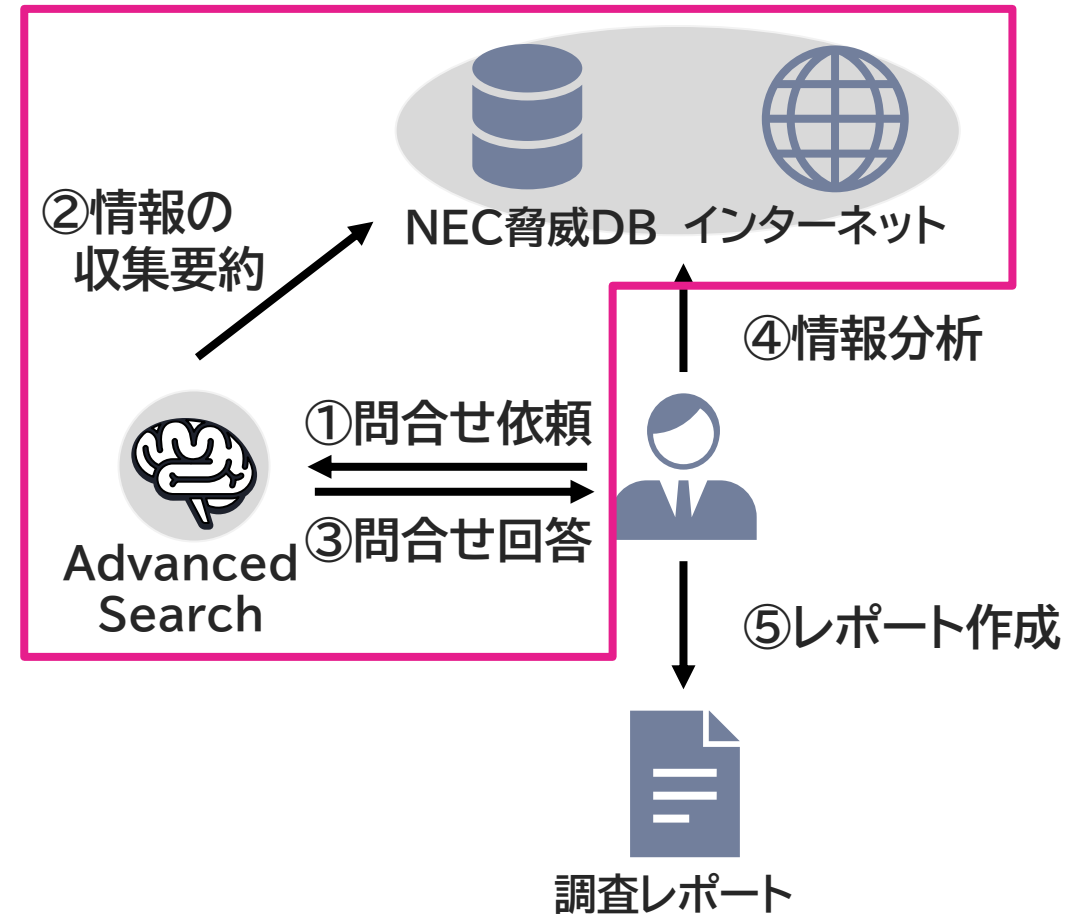 ②情報の
収集要約
NEC脅威DB
インターネット
④情報分析
①問合せ依頼
③問合せ回答
Advanced
Search
⑤レポート作成
調査レポート